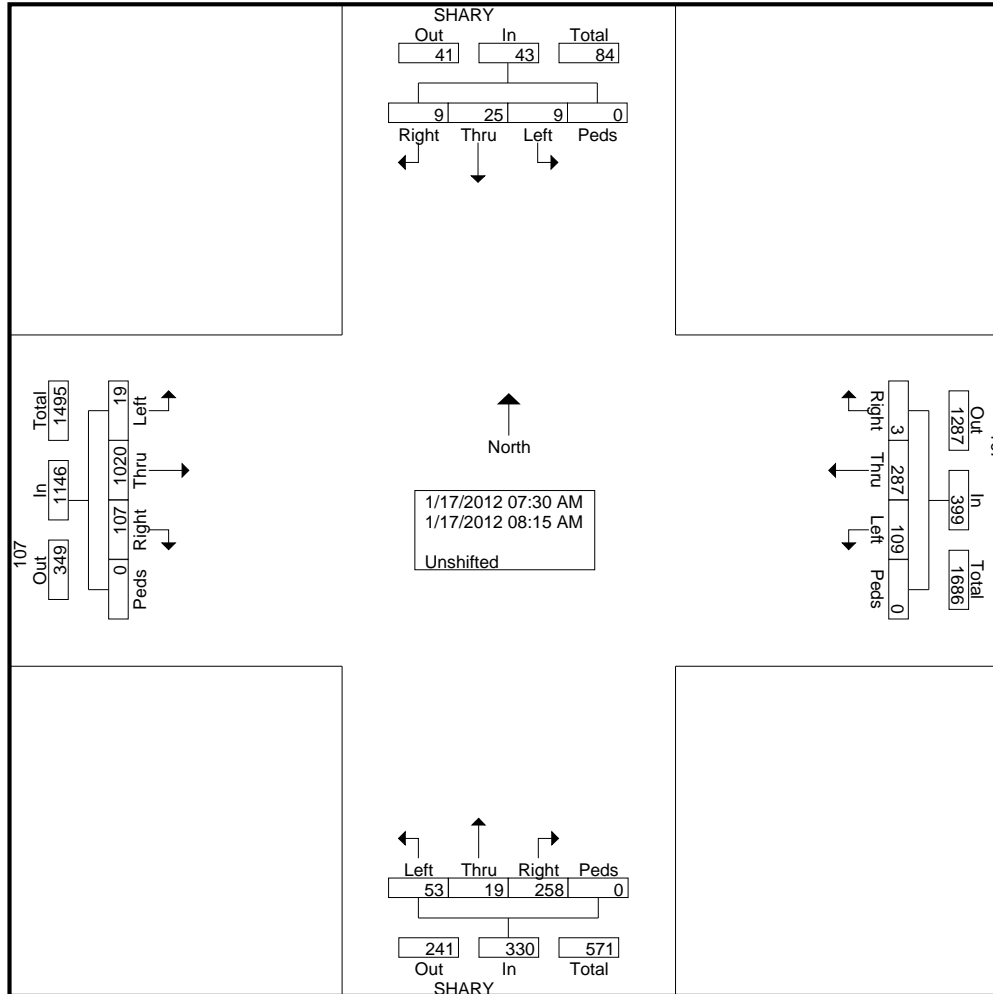 SHARY
Out In Total
41 43 84
9 25 9 0
Right Thru Left Peds
Total In Out
1495 1146 349
107
19 1020 107 0
Left Thru Right Peds
North
1/17/2012 07:30 AM
1/17/2012 08:15 AM
Unshifted
Right Thru Left Peds
3 287 109 0
Out In Total
1287 399 1686
Left Thru Right Peds
53 19 258 0
241 330 571
Out In Total
SHARY